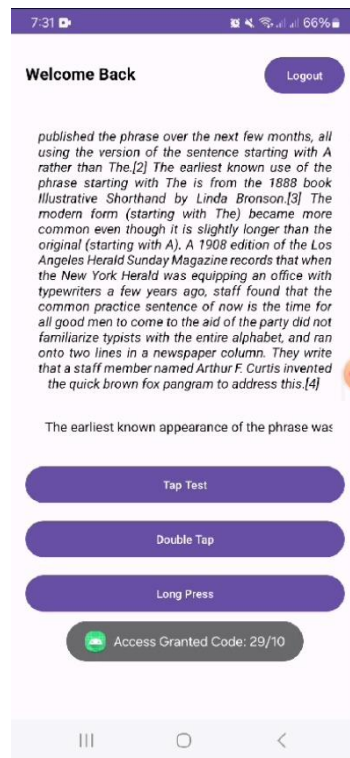 7:31 66%
Welcome Back
Logout
published the phrase over the next few months, all
using the version of the sentence starting with A
rather than The.[2] The earliest known use of the
phrase starting with The is from the 1888 book
Illustrative Shorthand by Linda Bronson.[3] The
modern form (starting with The) became more
common even though it is slightly longer than the
original (starting with A). A 1908 edition of the Los
Angeles Herald Sunday Magazine records that when
the New York Herald was equipping an office with
typewriters a few years ago, staff found that the
common practice sentence of now is the time for
all good men to come to the aid of the party did not
familiarize typists with the entire alphabet, and ran
onto two lines in a newspaper column. They write
that a staff member named Arthur F. Curtis invented
the quick brown fox pangram to address this.[4]
The earliest known appearance of the phrase was
Tap Test
Double Tap
Long Press
Access Granted Code: 29/10